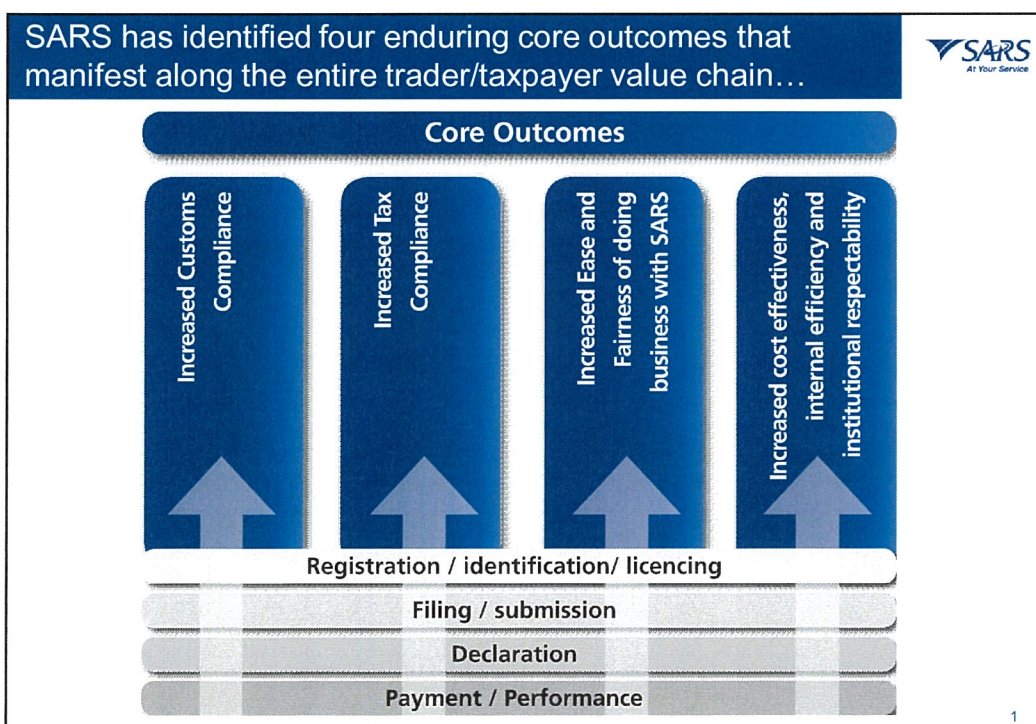 SARS has identified four enduring core outcomes that
manifest along the entire trader/taxpayer value chain…
SARS
At Your Service
Core Outcomes
Increased Customs
Compliance
Increased Tax
Compliance
Increased Ease and
Fairness of doing
business with SARS
Increased cost effectiveness,
internal efficiency and
institutional respectability
Registration / identification/ licencing
Filing / submission
Declaration
Payment / Performance
1